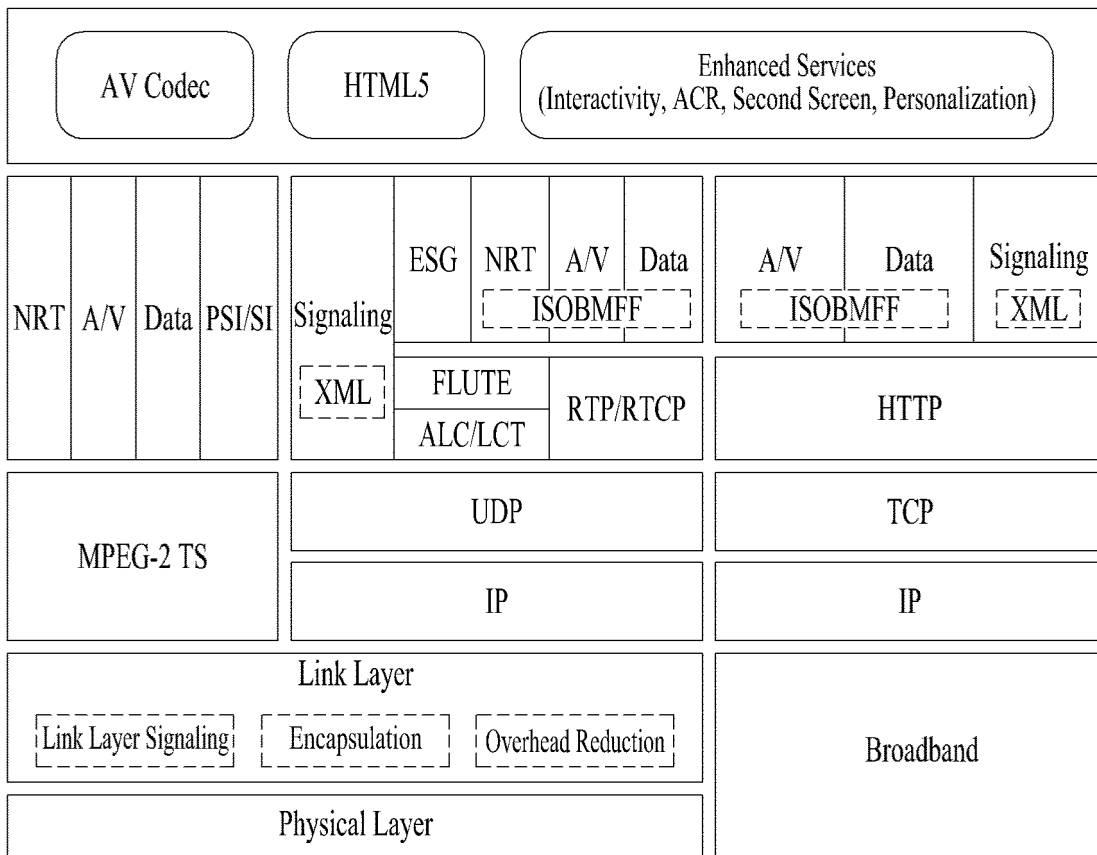 AV Codec
HTML5
Enhanced Services
(Interactivity, ACR, Second Screen, Personalization)
NRT
A/V
Data
PSI/SI
Signaling
XML
ESG
NRT
A/V
Data
ISOBMFF
FLUTE
ALC/LCT
RTP/RTCP
A/V
Data
ISOBMFF
Signaling
XML
HTTP
MPEG-2 TS
UDP
TCP
IP
IP
Link Layer
Link Layer Signaling
Encapsulation
Overhead Reduction
Broadband
Physical Layer